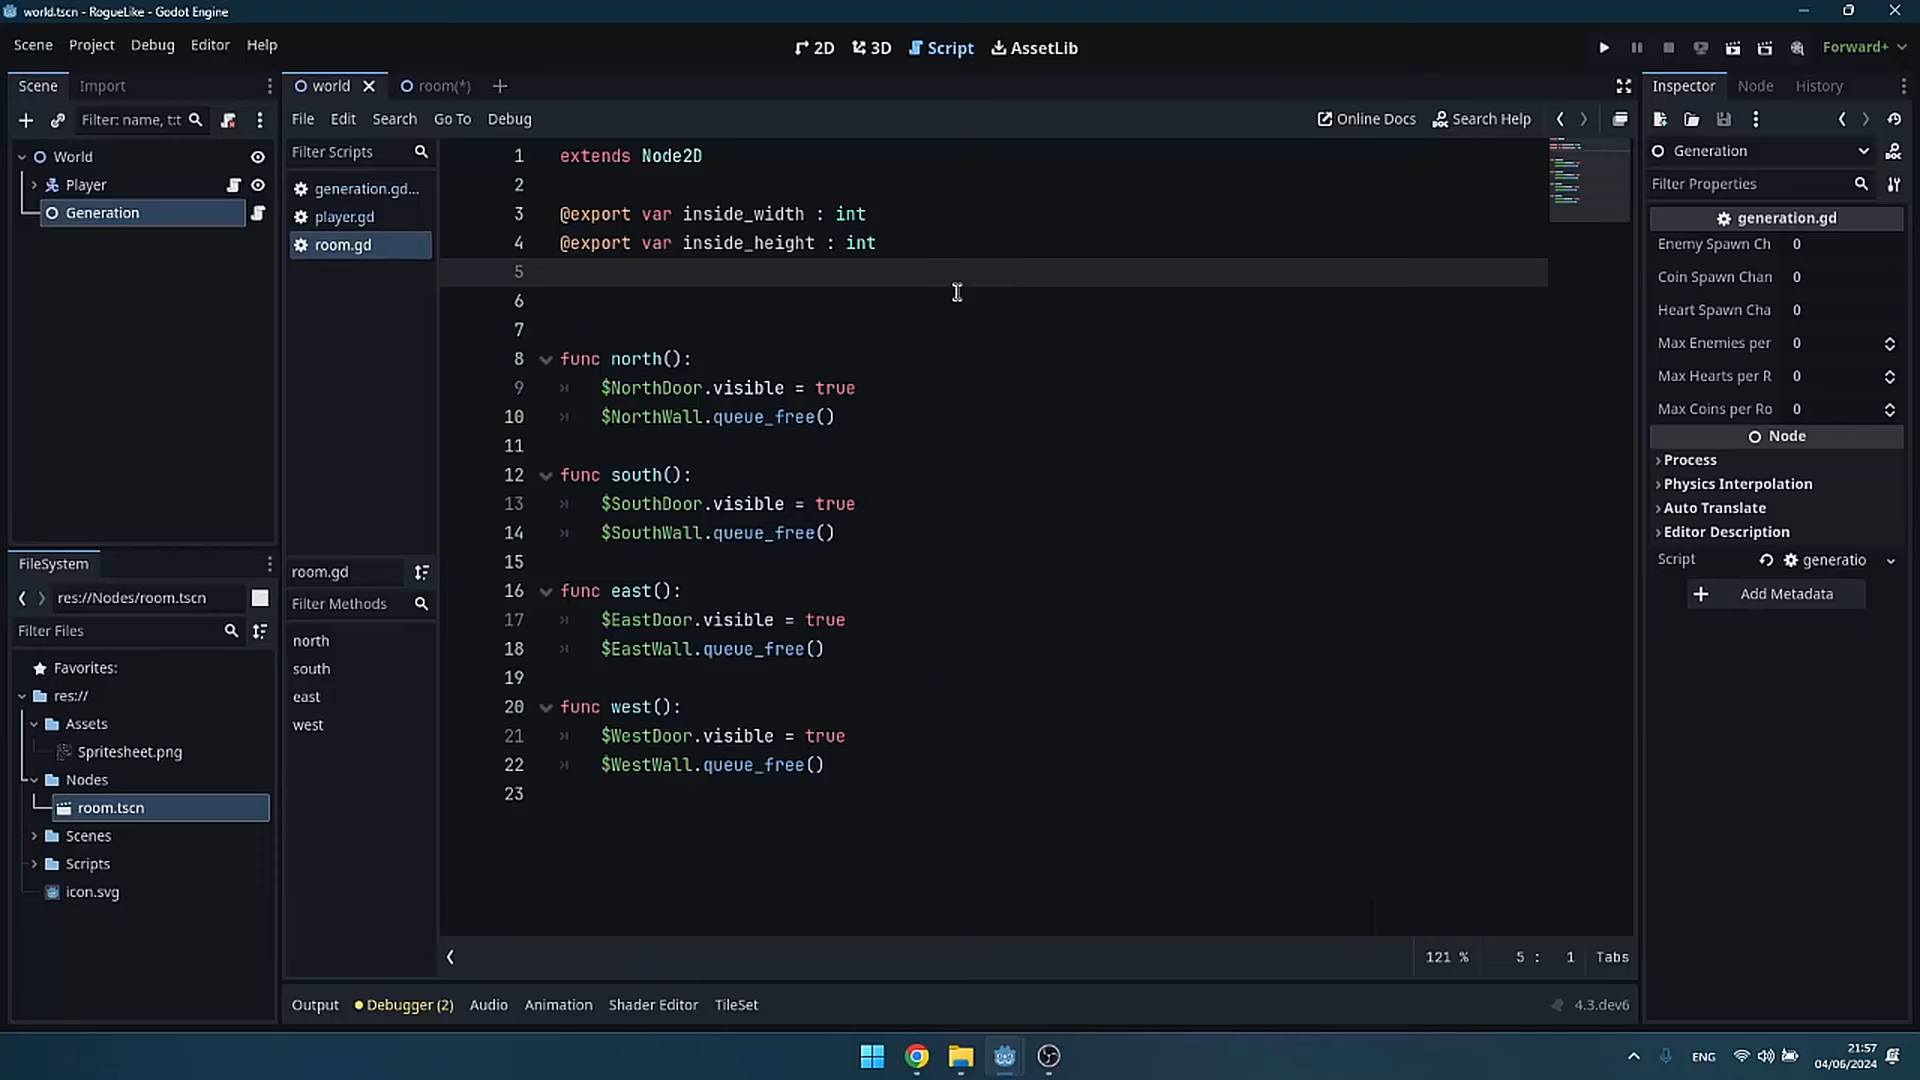 world.tscn - RogueLike - Godot Engine
Scene Project Debug Editor Help
2D 3D Script AssetLib
Forward+
Scene Import
Filter: name, t:t
World
Player
Generation
FileSystem
res://Nodes/room.tscn
Filter Files
Favorites:
res://
Assets
Spritesheet.png
Nodes
room.tscn
Scenes
Scripts
icon.svg
world room(*)
File Edit Search Go To Debug
Online Docs Search Help
Filter Scripts
generation.gd...
player.gd
room.gd
room.gd
Filter Methods
north
south
east
west
1 extends Node2D
2
3 @export var inside_width : int
4 @export var inside_height : int
5
6
7
8 func north():
9 $NorthDoor.visible = true
10 $NorthWall.queue_free()
11
12 func south():
13 $SouthDoor.visible = true
14 $SouthWall.queue_free()
15
16 func east():
17 $EastDoor.visible = true
18 $EastWall.queue_free()
19
20 func west():
21 $WestDoor.visible = true
22 $WestWall.queue_free()
23
121 % 5 : 1 Tabs
Output Debugger (2) Audio Animation Shader Editor TileSet
4.3.dev6
Inspector Node History
Generation
Filter Properties
generation.gd
Enemy Spawn Ch 0
Coin Spawn Chan 0
Heart Spawn Cha 0
Max Enemies per 0
Max Hearts per R 0
Max Coins per Ro 0
Node
Process
Physics Interpolation
Auto Translate
Editor Description
Script generatio
Add Metadata
ENG
21:57
04/06/2024